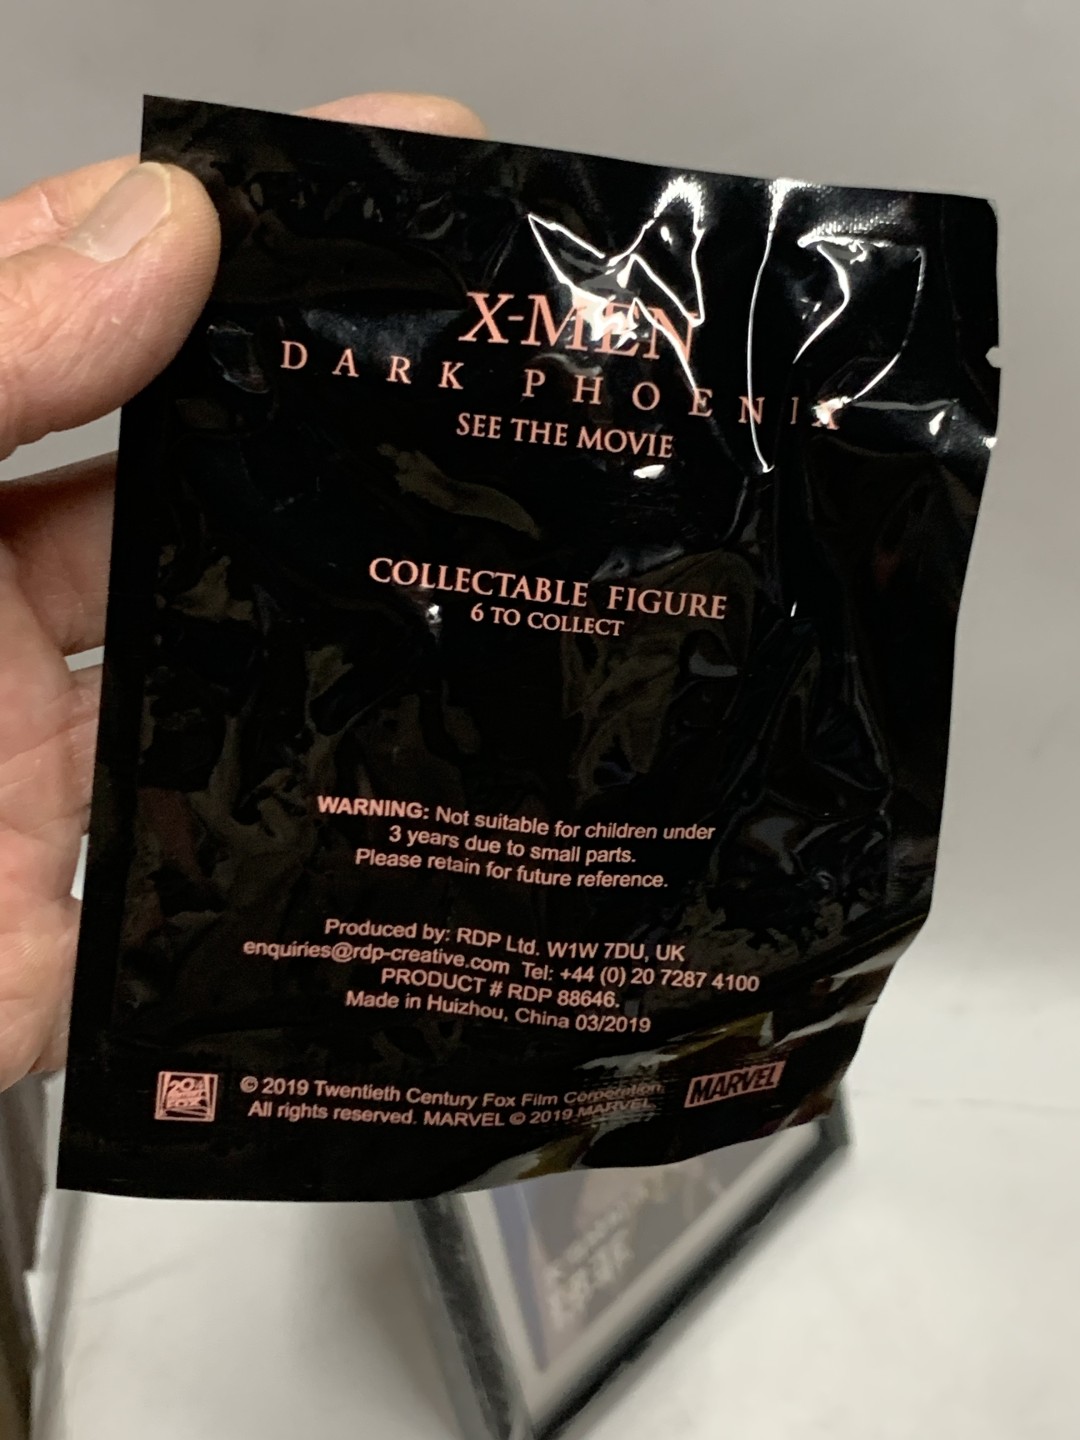 X-MEN
DARK PHOENIX
SEE THE MOVIE
COLLECTABLE FIGURE
6 TO COLLECT
WARNING: Not suitable for children under
3 years due to small parts.
Please retain for future reference.
Produced by: RDP Ltd. W1W 7DU, UK
enquiries@rdp-creative.com Tel: +44 (0) 20 7287 4100
PRODUCT # RDP 88646.
Made in Huizhou, China 03/2019
© 2019 Twentieth Century Fox Film Corporation.
All rights reserved. MARVEL © 2019 MARVEL
MARVEL